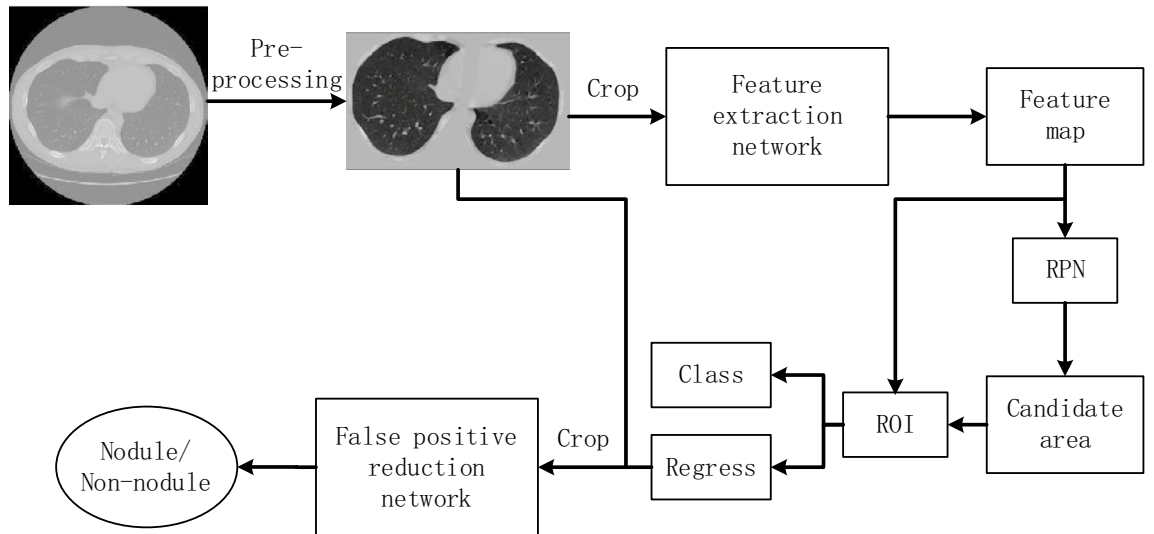 Pre-
processing
Crop
Feature
extraction
network
Feature
map
RPN
Candidate
area
ROI
Class
Regress
Crop
False positive
reduction
network
Nodule/
Non-nodule